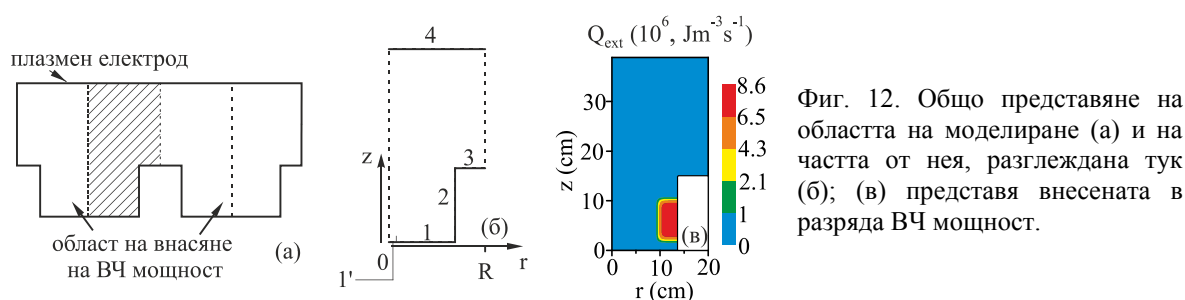 плазмен електрод
област на внасяне
на ВЧ мощност
(а)
4
z
3
2
1
(б)
0
R
r
1'
Q_ext (10^6, Jm^-3s^-1)
30
20
10
0
z (cm)
0
10
20
r (cm)
(в)
8.6
6.5
4.3
2.1
1
0
Фиг. 12. Общо представяне на
областта на моделиране (а) и на
частта от нея, разглеждана тук
(б); (в) представя внесената в
разряда ВЧ мощност.